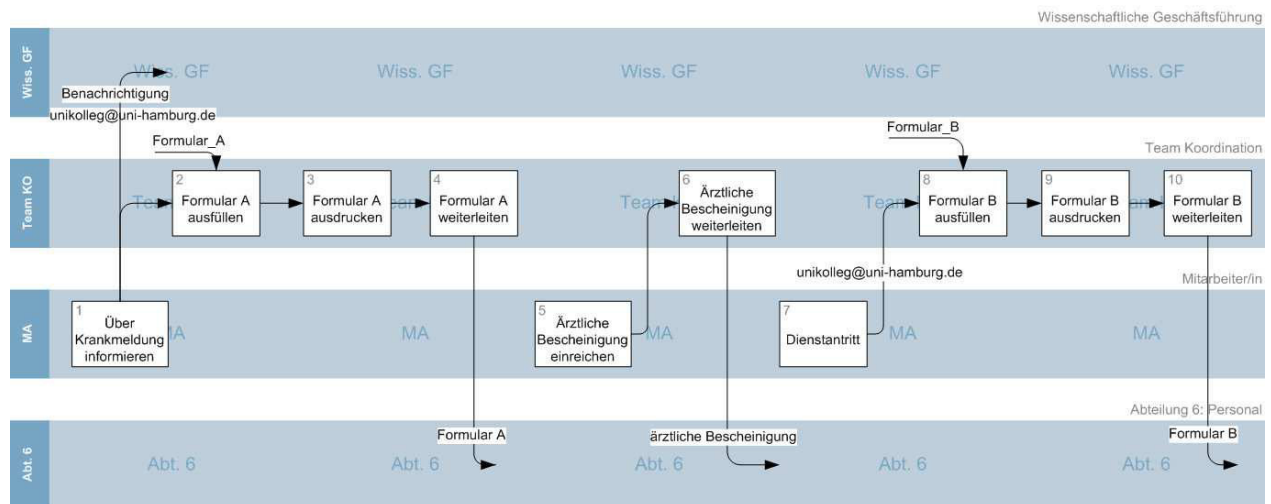 Wissenschaftliche Geschäftsführung
Wiss. GF
Wiss. GF
Wiss. GF
Wiss. GF
Wiss. GF
Wiss. GF
Benachrichtigung
unikolleg@uni-hamburg.de
Formular_A
Formular_B
Team Koordination
Team KO
2
Formular A
ausfüllen
3
Formular A
ausdrucken
4
Formular A
weiterleiten
6
Ärztliche
Bescheinigung
weiterleiten
8
Formular B
ausfüllen
9
Formular B
ausdrucken
10
Formular B
weiterleiten
unikolleg@uni-hamburg.de
Mitarbeiter/in
MA
1
Über
Krankmeldung
informieren
MA
MA
5
Ärztliche
Bescheinigung
einreichen
MA
7
Dienstantritt
MA
MA
Abteilung 6: Personal
Formular A
ärztliche Bescheinigung
Formular B
Abt. 6
Abt. 6
Abt. 6
Abt. 6
Abt. 6
Abt. 6